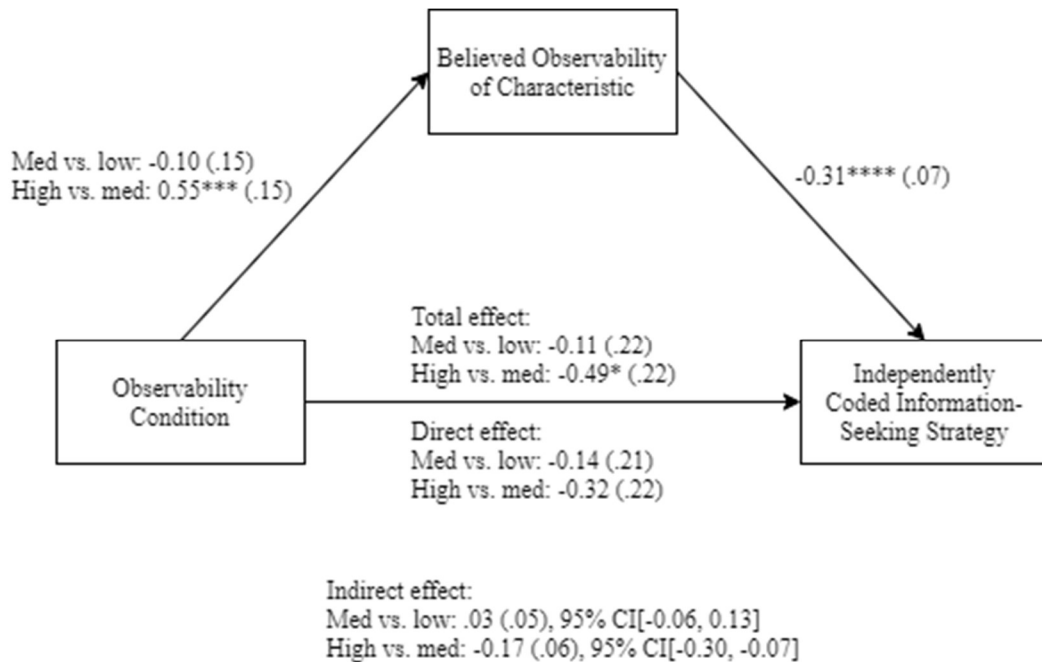 Believed Observability
of Characteristic
Med vs. low: -0.10 (.15)
High vs. med: 0.55*** (.15)
-0.31**** (.07)
Total effect:
Med vs. low: -0.11 (.22)
High vs. med: -0.49* (.22)
Observability
Condition
Independently
Coded Information-
Seeking Strategy
Direct effect:
Med vs. low: -0.14 (.21)
High vs. med: -0.32 (.22)
Indirect effect:
Med vs. low: .03 (.05), 95% CI[-0.06, 0.13]
High vs. med: -0.17 (.06), 95% CI[-0.30, -0.07]